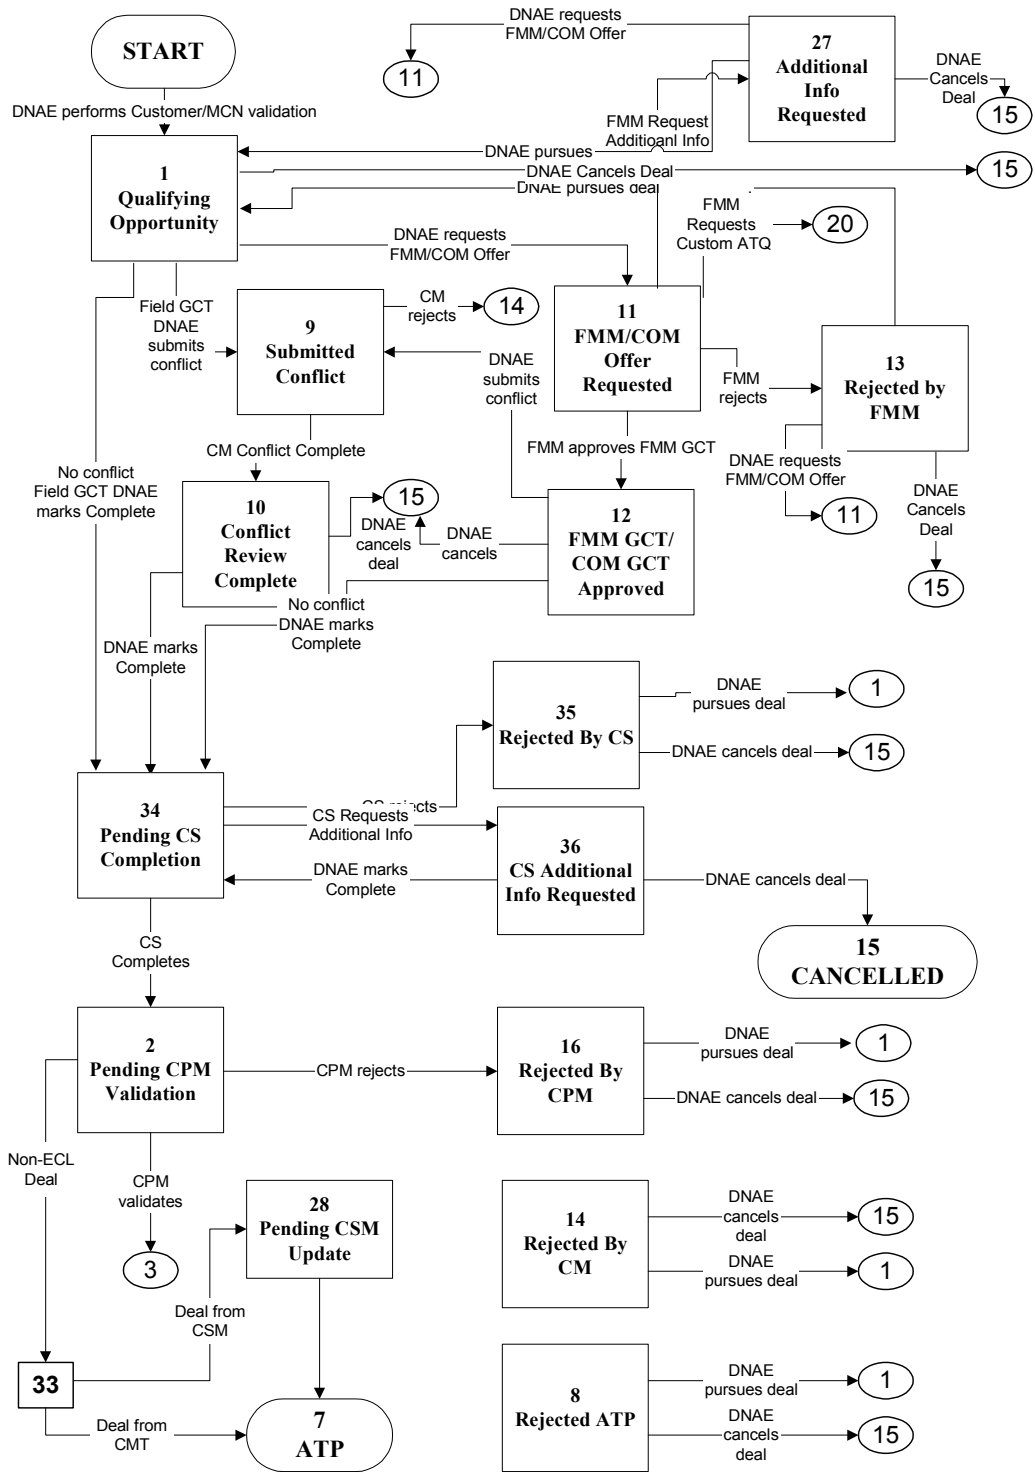 START
DNAE requests
FMM/COM Offer
11
27
Additional
Info
Requested
DNAE
Cancels
Deal
15
DNAE performs Customer/MCN validation
FMM Request
Additioanl Info
1
Qualifying
Opportunity
DNAE pursues
DNAE Cancels Deal
15
DNAE pursues deal
FMM
Requests
Custom ATQ
20
DNAE requests
FMM/COM Offer
Field GCT
DNAE
submits
conflict
9
Submitted
Conflict
CM
rejects
14
11
FMM/COM
Offer
Requested
DNAE
submits
conflict
FMM
rejects
13
Rejected by
FMM
No conflict
Field GCT DNAE
marks Complete
CM Conflict Complete
FMM approves FMM GCT
DNAE requests
FMM/COM Offer
11
DNAE
Cancels
Deal
15
10
Conflict
Review
Complete
15
DNAE
cancels
deal
DNAE
cancels
12
FMM GCT/
COM GCT
Approved
No conflict
DNAE marks
Complete
DNAE marks
Complete
35
Rejected By CS
DNAE
pursues deal
1
DNAE cancels deal
15
34
Pending CS
Completion
CS rejects
CS Requests
Additional Info
36
CS Additional
Info Requested
DNAE marks
Complete
DNAE cancels deal
15
CANCELLED
CS
Completes
2
Pending CPM
Validation
CPM rejects
16
Rejected By
CPM
DNAE
pursues deal
1
DNAE cancels deal
15
Non-ECL
Deal
CPM
validates
3
28
Pending CSM
Update
14
Rejected By
CM
DNAE
cancels
deal
15
DNAE
pursues deal
1
Deal from
CSM
33
Deal from
CMT
7
ATP
8
Rejected ATP
DNAE
pursues deal
1
DNAE
cancels
deal
15